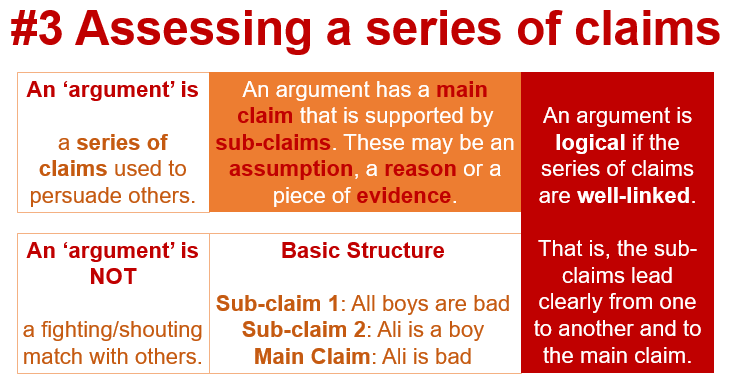 #3 Assessing a series of claims
An ‘argument’ is
a series of
claims used to
persuade others.
An argument has a main
claim that is supported by
sub-claims. These may be an
assumption, a reason or a
piece of evidence.
An argument is
logical if the
series of claims
are well-linked.
That is, the sub-
claims lead
clearly from one
to another and to
the main claim.
An ‘argument’ is
NOT
a fighting/shouting
match with others.
Basic Structure
Sub-claim 1: All boys are bad
Sub-claim 2: Ali is a boy
Main Claim: Ali is bad